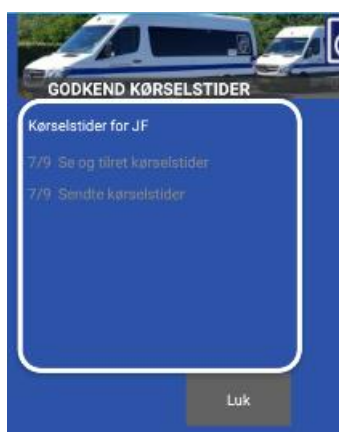 GODKEND KØRSELSTIDER
Kørselstider for JF
7/9 Se og tilret kørselstider
7/9 Sendte kørselstider
Luk